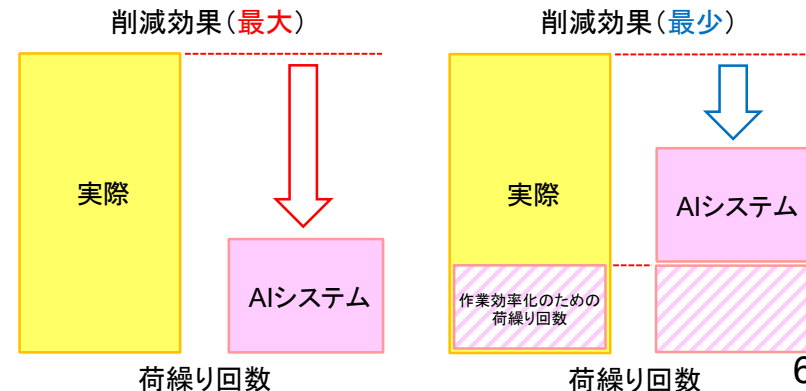 削減効果（最大）
実際
AIシステム
荷繰り回数
削減効果（最少）
実際
AIシステム
作業効率化のための
荷繰り回数
荷繰り回数
6